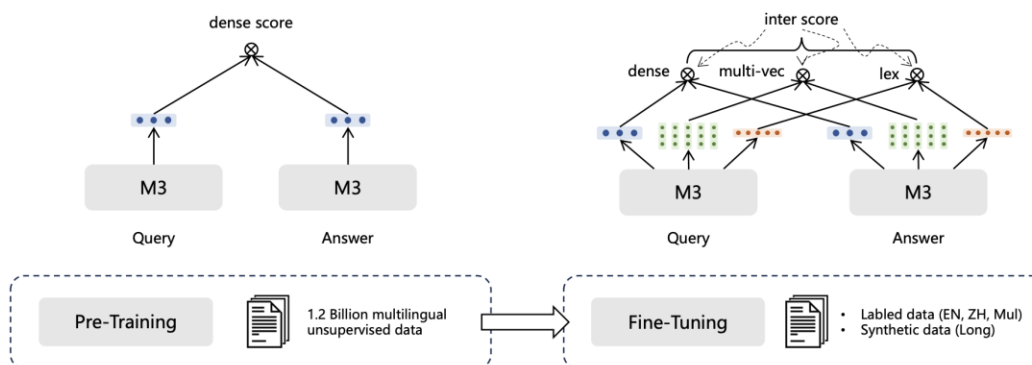 dense score
M3
M3
Query
Answer
inter score
dense
multi-vec
lex
M3
M3
Query
Answer
Pre-Training
1.2 Billion multilingual
unsupervised data
Fine-Tuning
• Labled data (EN, ZH, Mul)
• Synthetic data (Long)